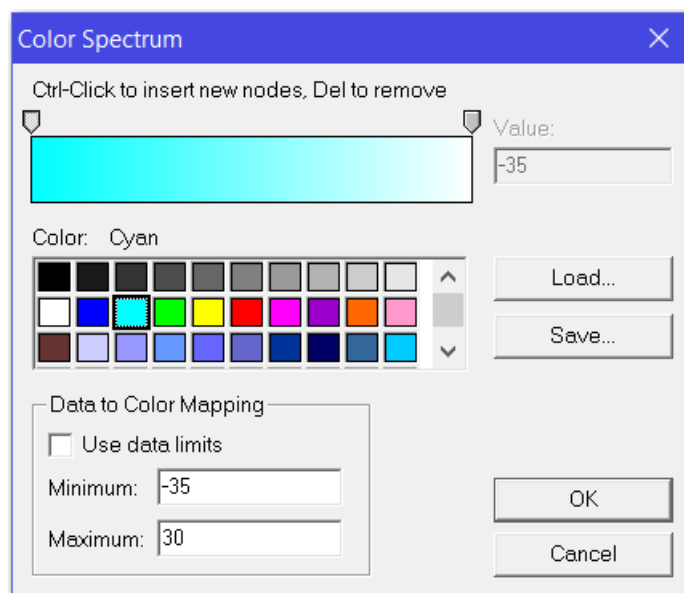 Color Spectrum
Ctrl-Click to insert new nodes, Del to remove
Value:
-35
Color: Cyan
Load...
Save...
Data to Color Mapping
Use data limits
Minimum: -35
Maximum: 30
OK
Cancel